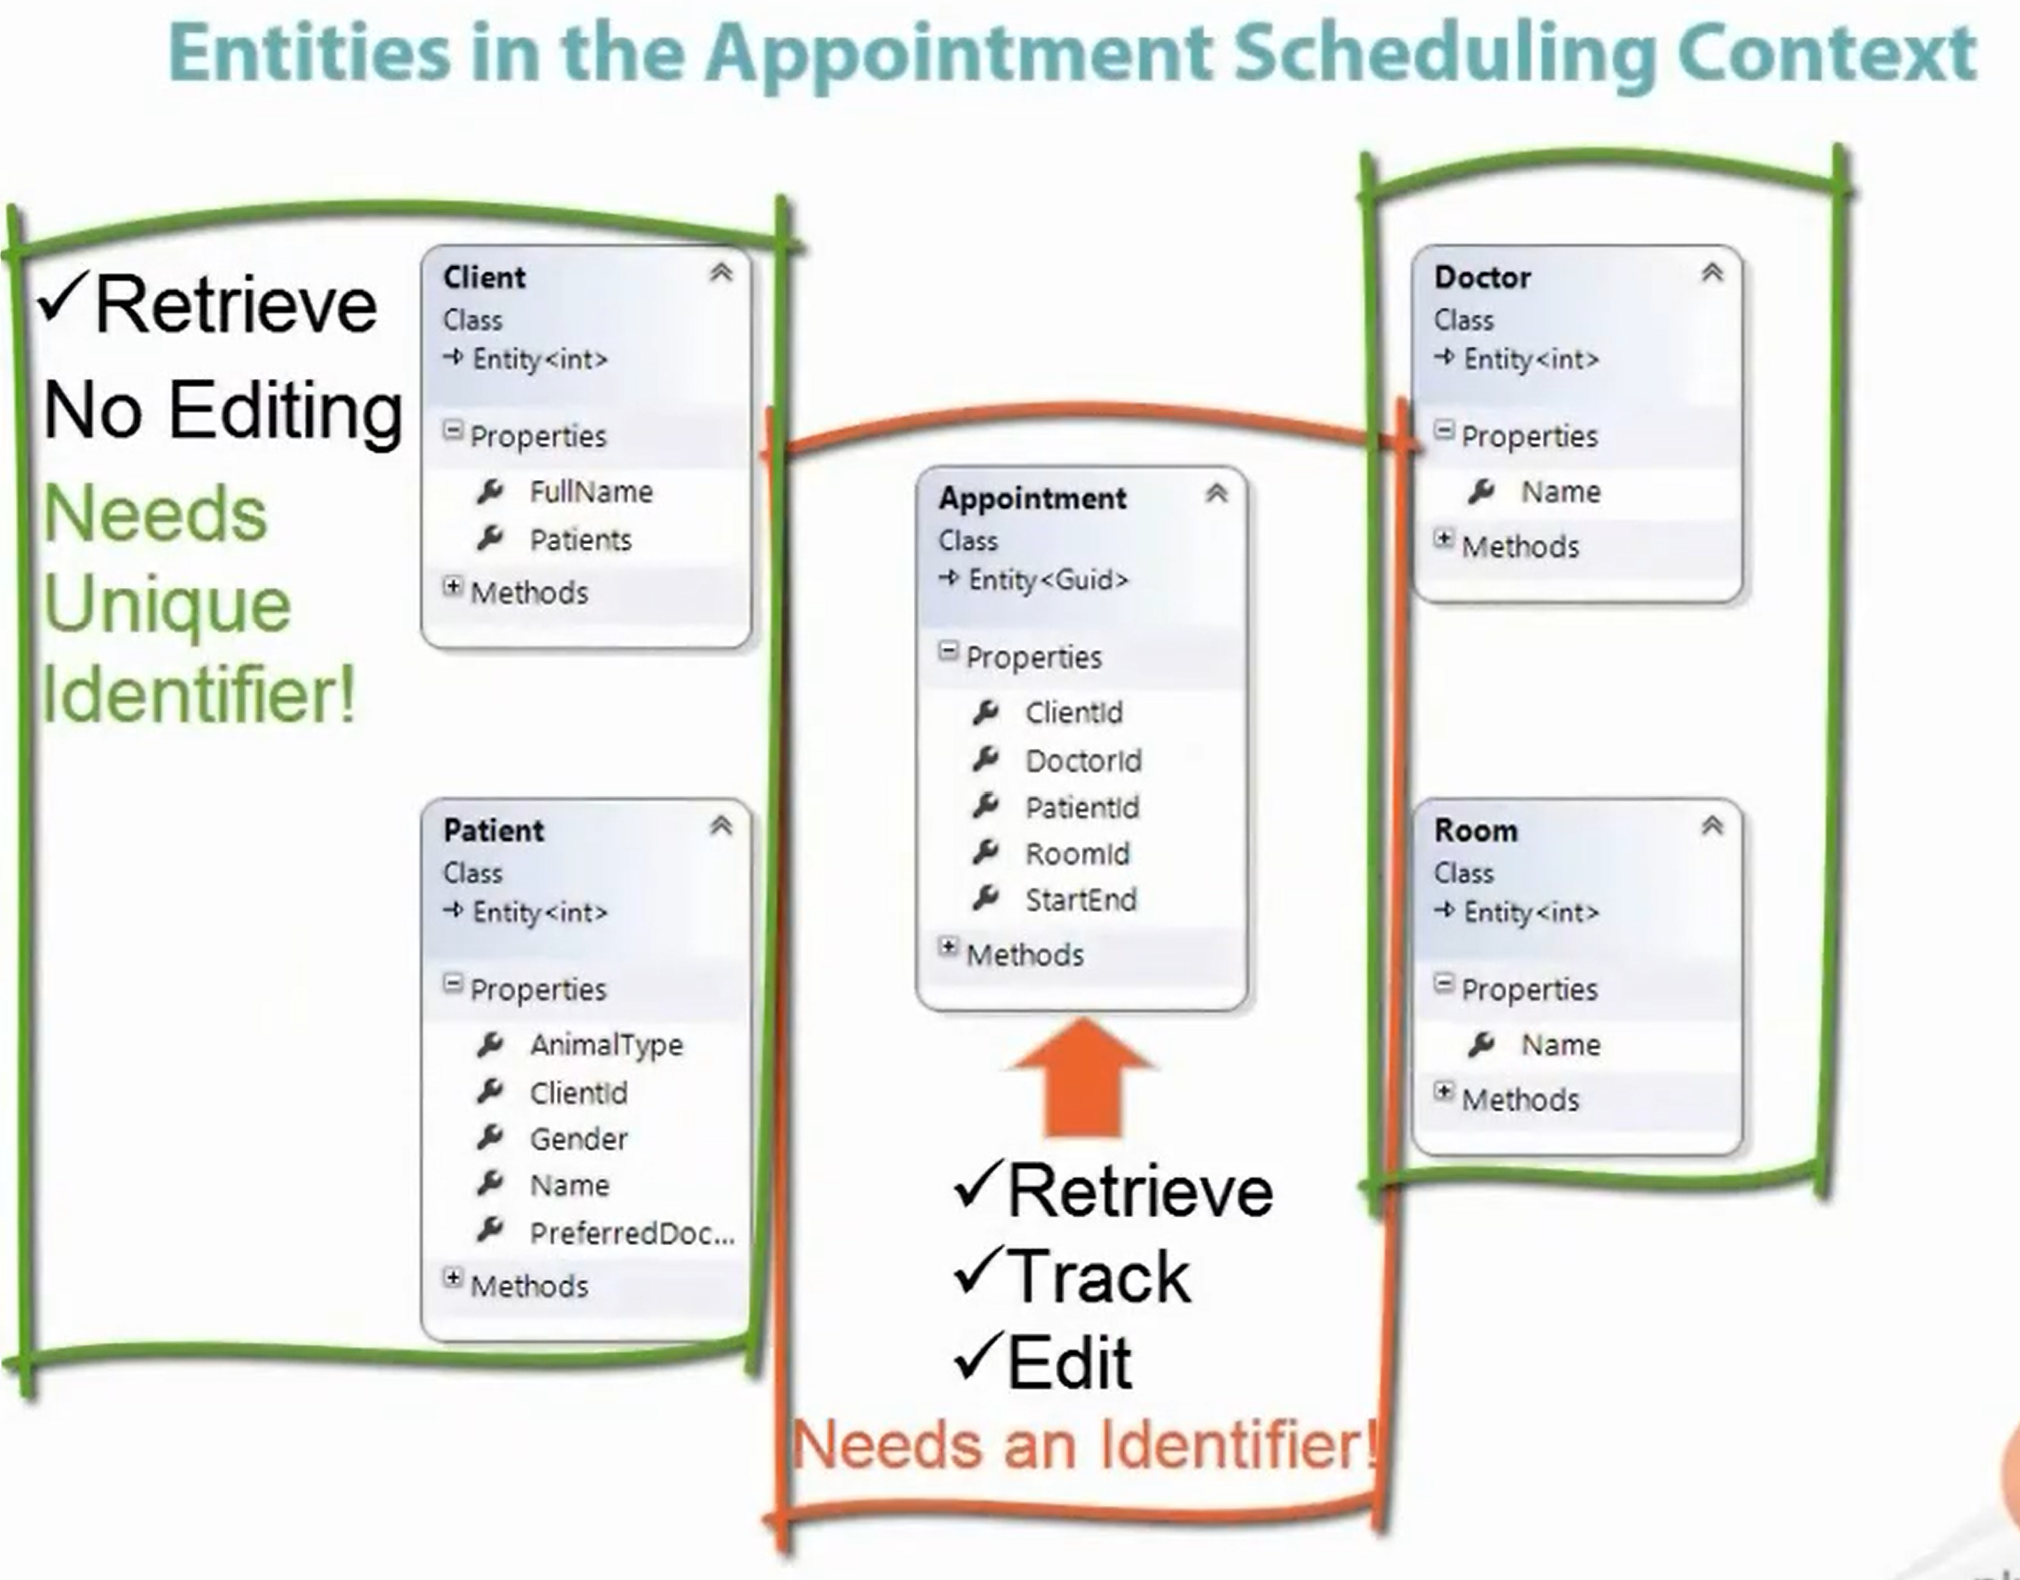 Entities in the Appointment Scheduling Context
✓Retrieve
No Editing
Needs
Unique
Identifier!
Client
Class
Entity<int>
Properties
FullName
Patients
Methods
Patient
Class
Entity<int>
Properties
AnimalType
ClientId
Gender
Name
PreferredDoc...
Methods
Appointment
Class
Entity<Guid>
Properties
ClientId
DoctorId
PatientId
RoomId
StartEnd
Methods
✓Retrieve
✓Track
✓Edit
Needs an Identifier!
Doctor
Class
Entity<int>
Properties
Name
Methods
Room
Class
Entity<int>
Properties
Name
Methods